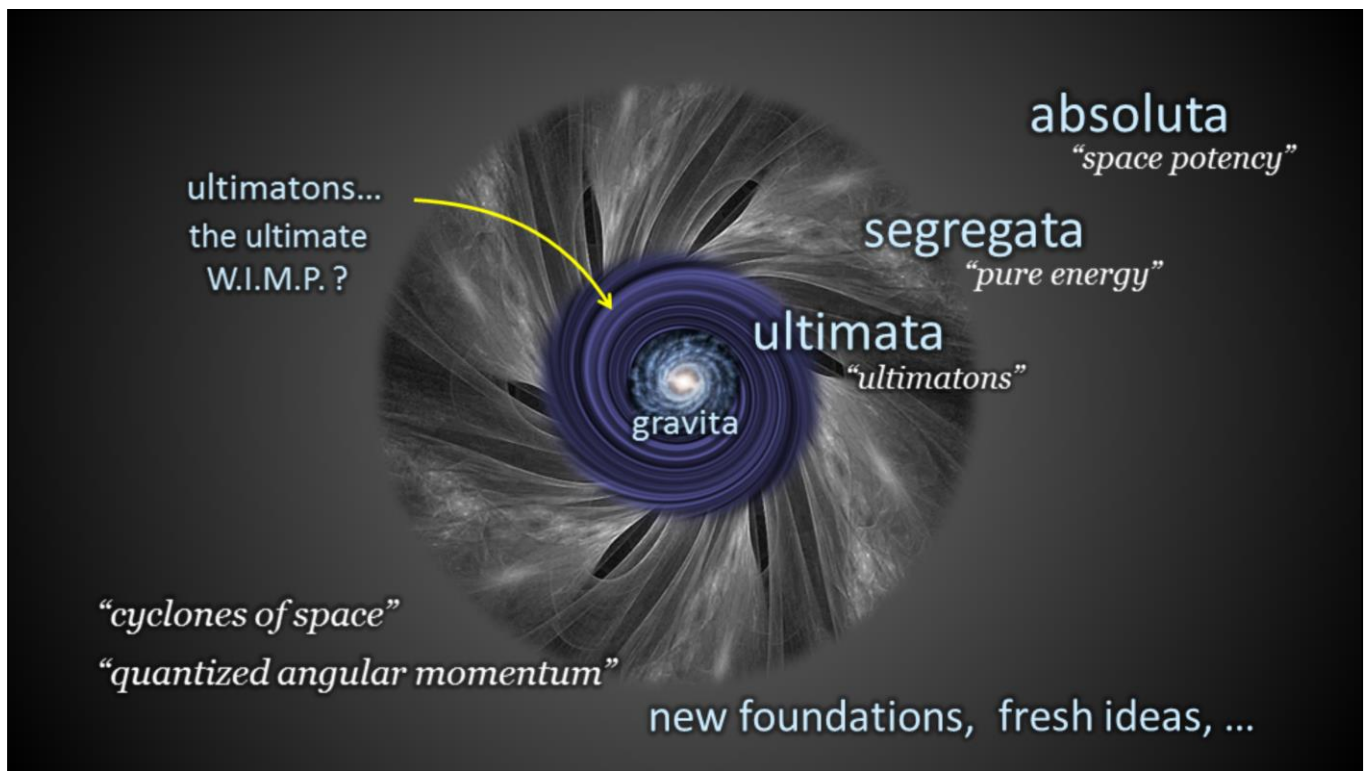 absoluta
“space potency”
ultimatons...
the ultimate
W.I.M.P. ?
segregata
“pure energy”
ultimata
“ultimatons”
gravita
“cyclones of space”
“quantized angular momentum”
new foundations, fresh ideas, ...